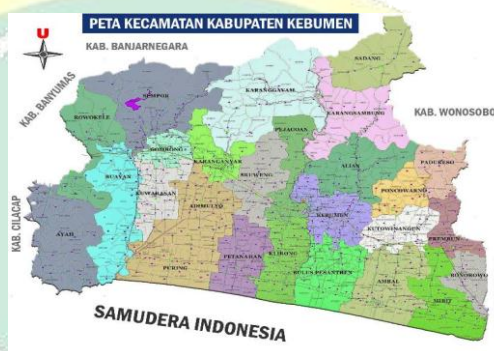 PETA KECAMATAN KABUPATEN KEBUMEN
U
KAB. BANJARNEGARA
SADANG
KARANGGAYAM
SEMPOR
KAB. BANYUMAS
KARANGSAMBUNG
KAB. WONOSOBO
ROWOKELE
PEJAGOAN
GOMBONG
KARANGANYAR
ALIAN
PADURESO
BUAYAN
SRUWENG
PONCOWARNO
KUWARASAN
ADIMULYO
KEBUMEN
KAB. CILACAP
AYAH
KUTOWINANGUN
PREMBUN
PETANAHAN
KLIRONG
PURING
BULUS PESANTREN
AMBAL
BONOROWO
MIRIT
SAMUDERA INDONESIA